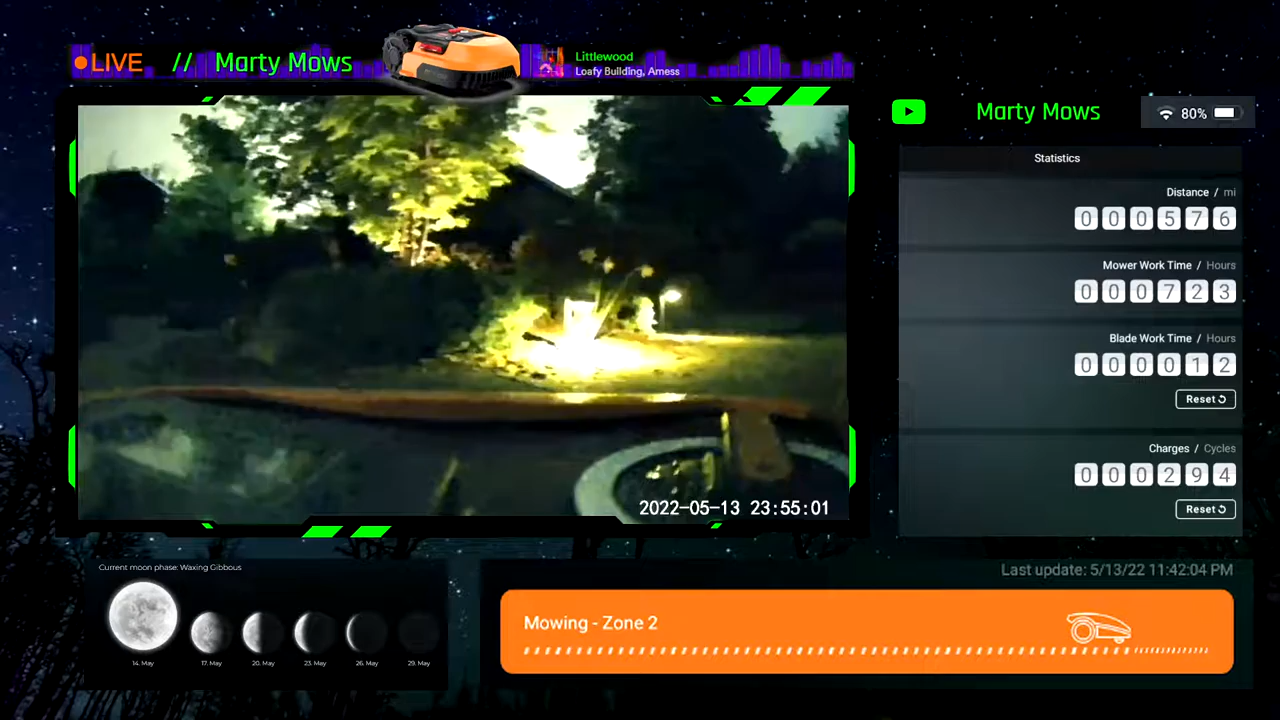 LIVE // Marty Mows
Littlewood
Loafy Building, Amess
Marty Mows
80%
Statistics
Distance / mi
000576
Mower Work Time / Hours
000723
Blade Work Time / Hours
000012
Reset
Charges / Cycles
000294
Reset
2022-05-13 23:55:01
Current moon phase: Waxing Gibbous
14. May 17. May 20. May 23. May 26. May 29. May
Last update: 5/13/22 11:42:04 PM
Mowing - Zone 2